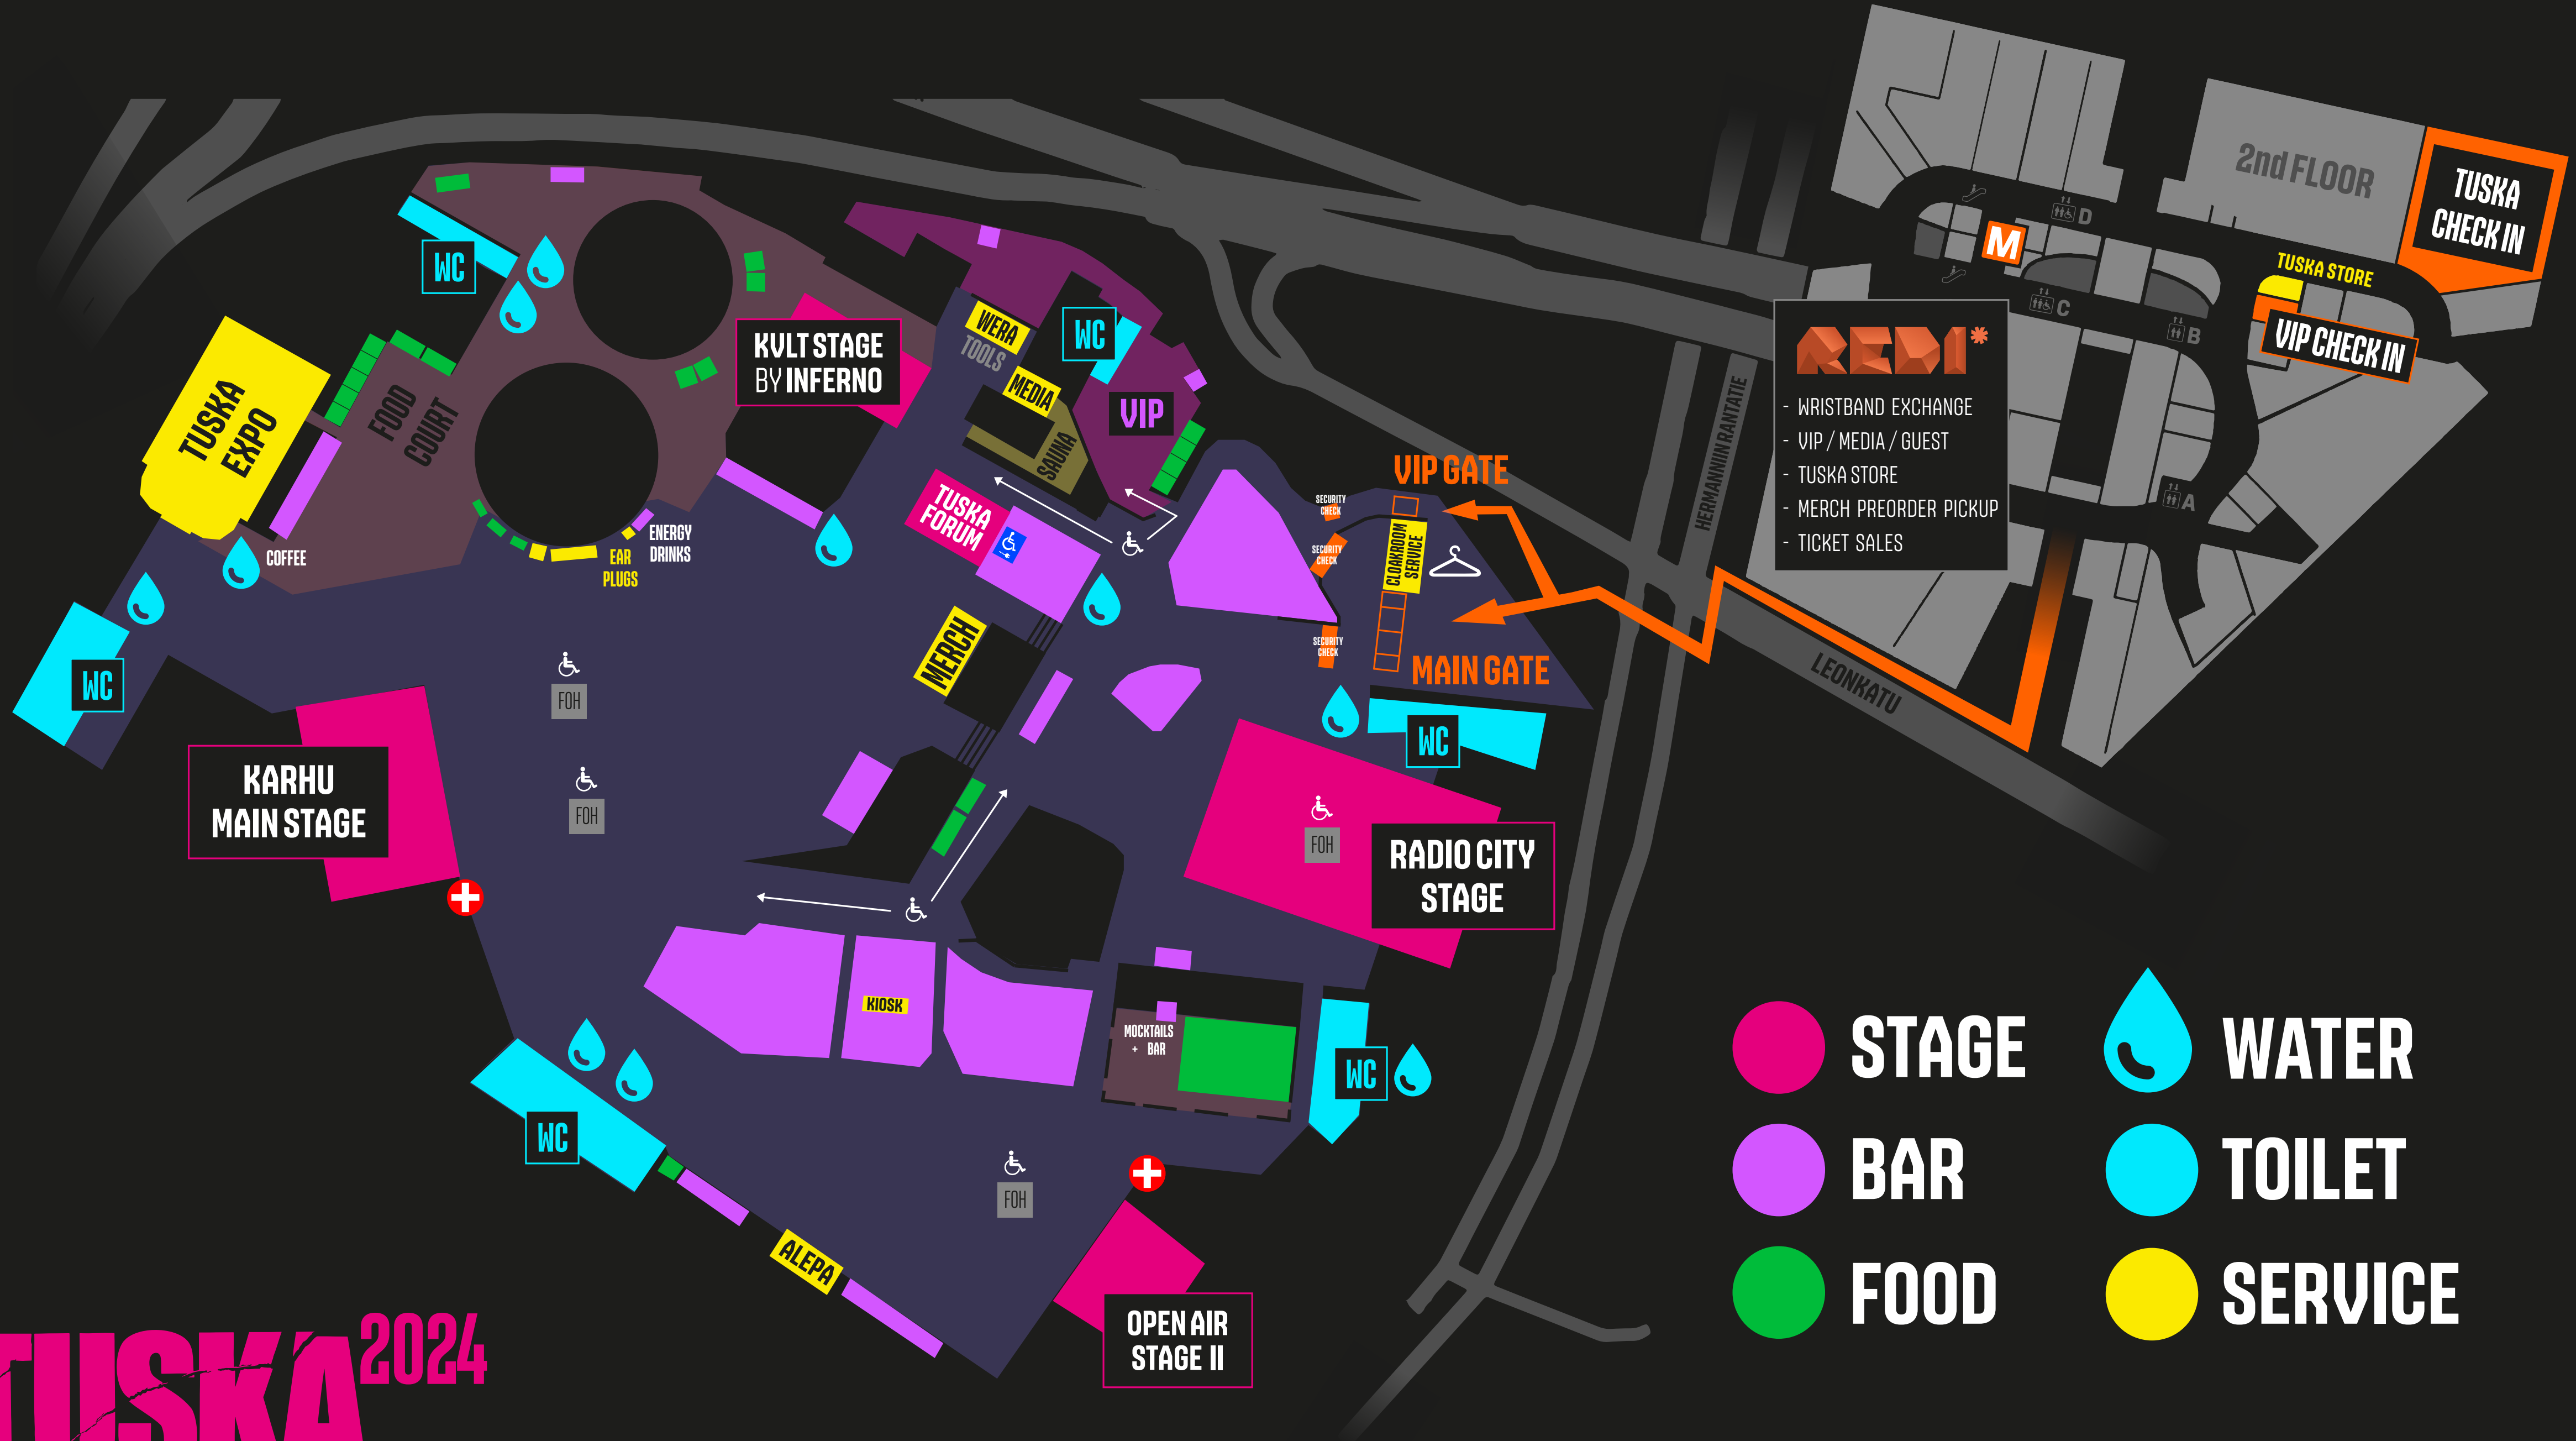 2nd FLOOR
TUSKA
CHECK IN
D
M
C
B
A
TUSKA STORE
VIP CHECK IN
REDI*
- WRISTBAND EXCHANGE
- VIP / MEDIA / GUEST
- TUSKA STORE
- MERCH PREORDER PICKUP
- TICKET SALES
HERMANNIN RANTATIE
LEONKATU
WC
TUSKA
EXPO
FOOD
COURT
COFFEE
EAR
PLUGS
ENERGY
DRINKS
KVLT STAGE
BY INFERNO
WERA
TOOLS
MEDIA
SAUNA
WC
VIP
TUSKA
FORUM
VIP GATE
SECURITY
CHECK
SECURITY
CHECK
SECURITY
CHECK
CLOAKROOM
SERVICE
MAIN GATE
MERCH
WC
WC
FOH
FOH
KARHU
MAIN STAGE
FOH
RADIO CITY
STAGE
KIOSK
MOCKTAILS
+ BAR
WC
WC
FOH
ALEPA
OPEN AIR
STAGE II
STAGE
WATER
BAR
TOILET
FOOD
SERVICE
TUSKA 2024